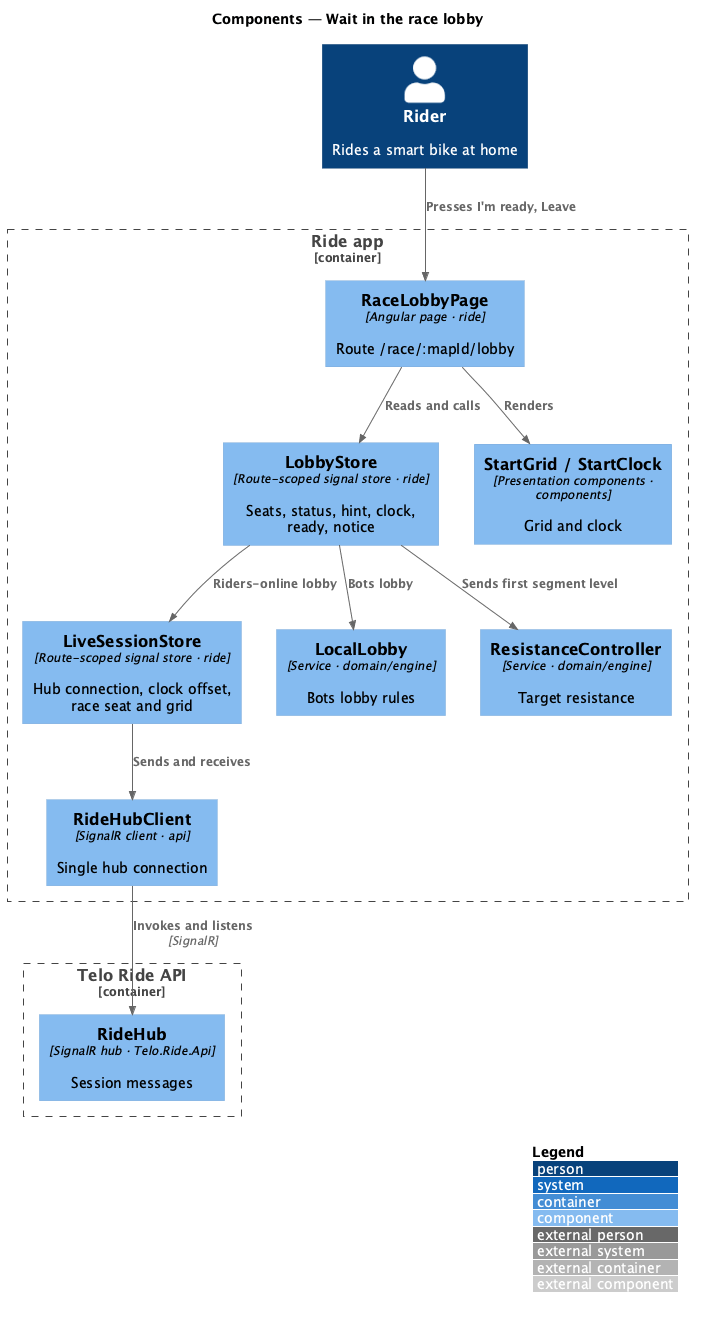 Components — Wait in the race lobby
Rider
Rides a smart bike at home
Presses I'm ready, Leave
Ride app
[container]
RaceLobbyPage
[Angular page · ride]
Route /race/:mapId/lobby
Reads and calls
Renders
LobbyStore
[Route-scoped signal store · ride]
Seats, status, hint, clock,
ready, notice
StartGrid / StartClock
[Presentation components ·
components]
Grid and clock
Riders-online lobby
Bots lobby
Sends first segment level
LiveSessionStore
[Route-scoped signal store · ride]
Hub connection, clock offset,
race seat and grid
LocalLobby
[Service · domain/engine]
Bots lobby rules
ResistanceController
[Service · domain/engine]
Target resistance
Sends and receives
RideHubClient
[SignalR client · api]
Single hub connection
Invokes and listens
[SignalR]
Telo Ride API
[container]
RideHub
[SignalR hub · Telo.Ride.Api]
Session messages
Legend
person
system
container
component
external person
external system
external container
external component